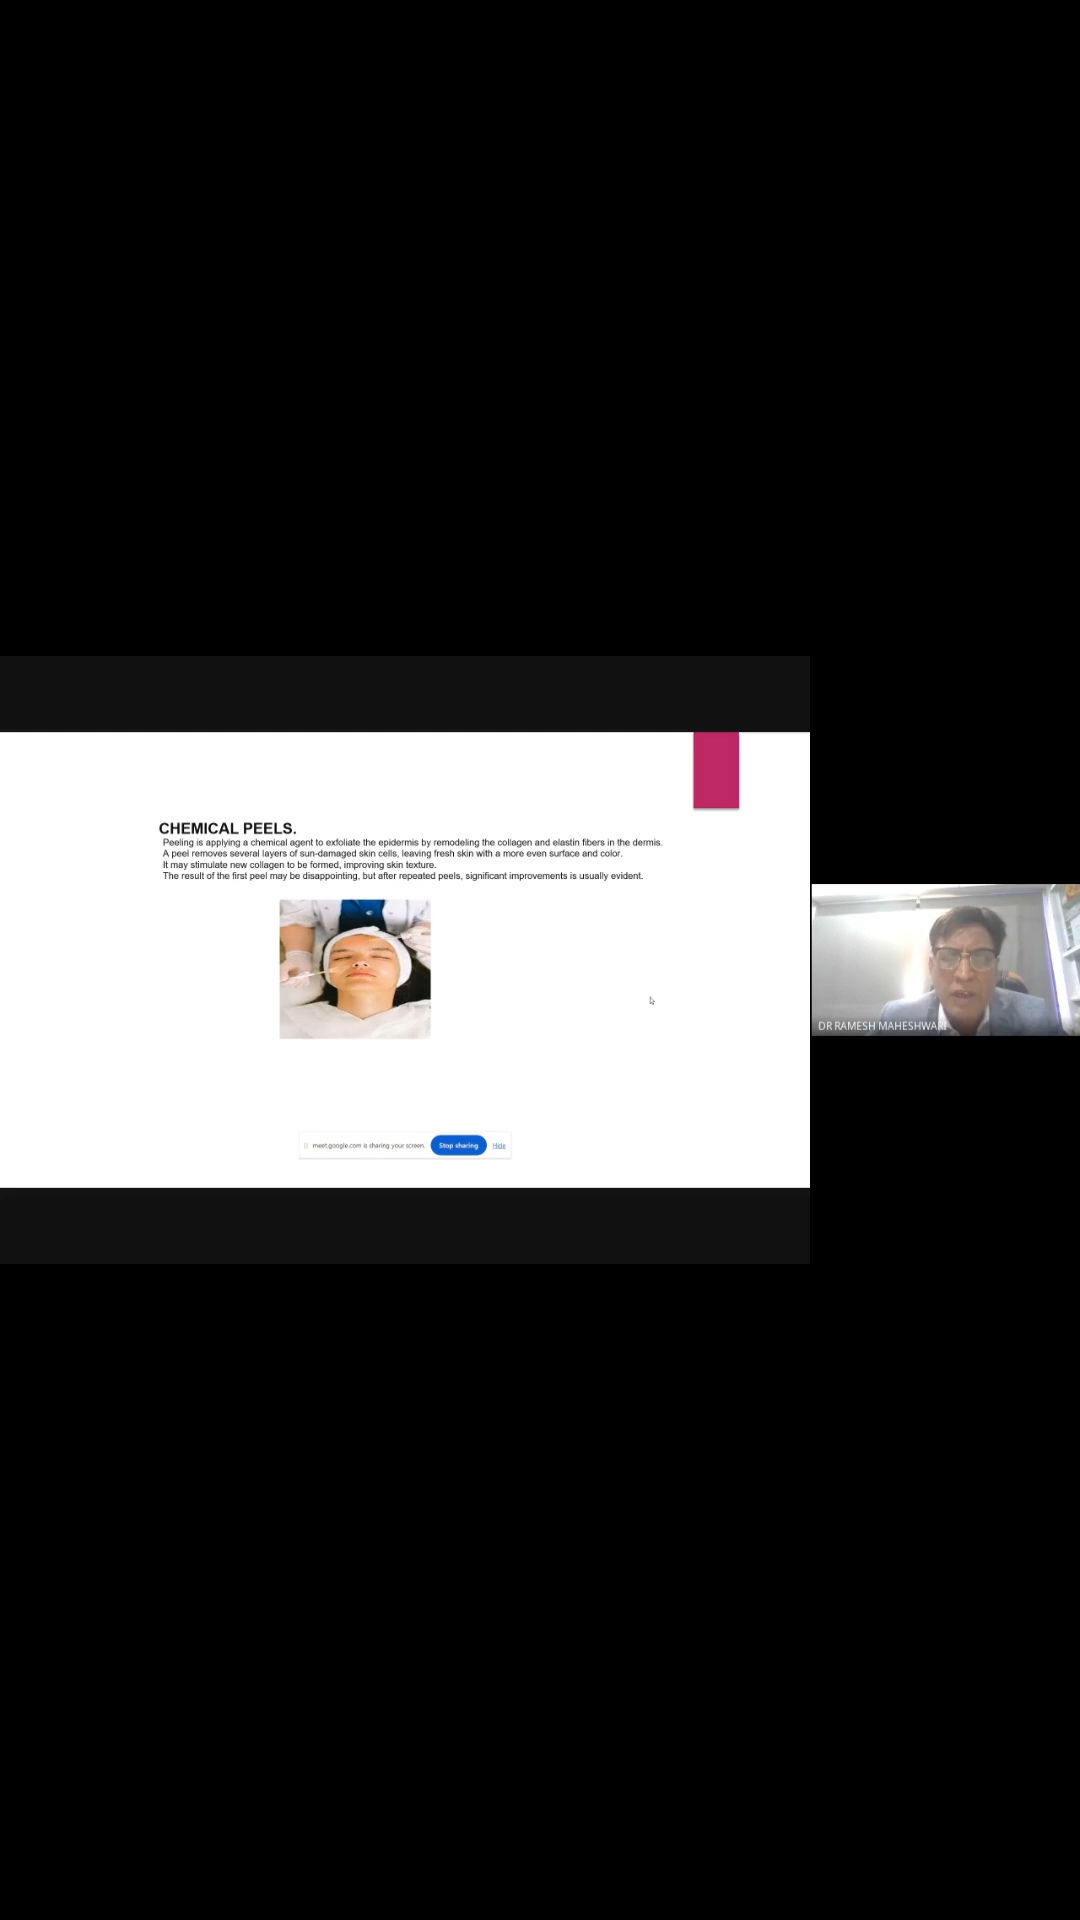 CHEMICAL PEELS.
Peeling is applying a chemical agent to exfoliate the epidermis by remodeling the collagen and elastin fibers in the dermis.
A peel removes several layers of sun-damaged skin cells, leaving fresh skin with a more even surface and color.
It may stimulate new collagen to be formed, improving skin texture.
The result of the first peel may be disappointing, but after repeated peels, significant improvements is usually evident.
DR RAMESH MAHESHWARI
meet.google.com is sharing your screen. Stop sharing Hide